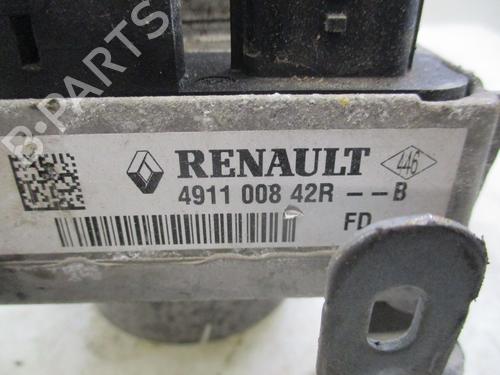 B-PARTS
RENAULT
446
4911 008 42R -- B
FD